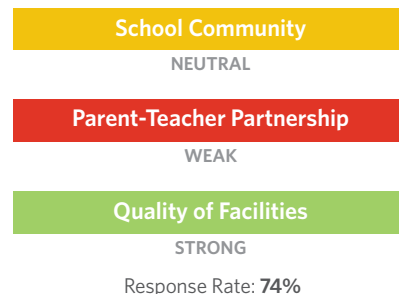 School Community
NEUTRAL
Parent-Teacher Partnership
WEAK
Quality of Facilities
STRONG
Response Rate: 74%